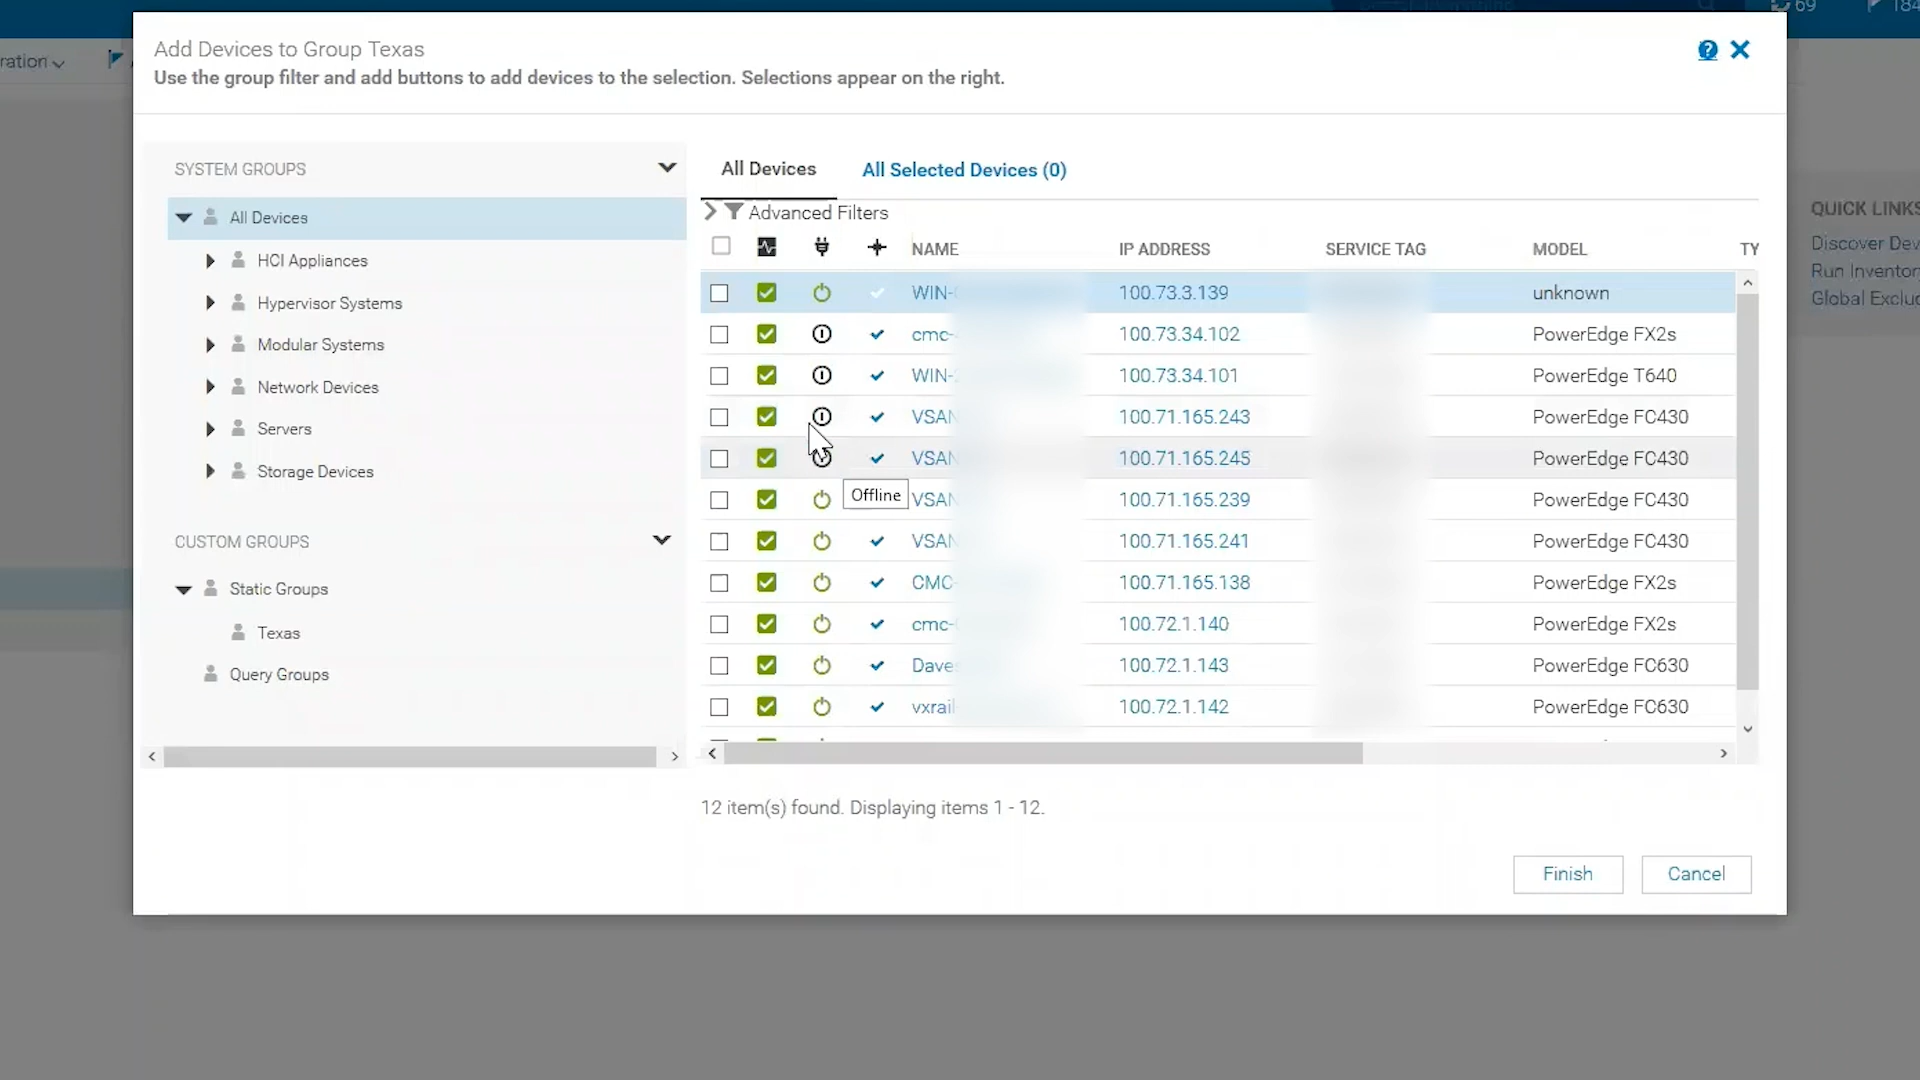 69
184
ration
Add Devices to Group Texas
Use the group filter and add buttons to add devices to the selection. Selections appear on the right.
SYSTEM GROUPS
All Devices
HCI Appliances
Hypervisor Systems
Modular Systems
Network Devices
Servers
Storage Devices
CUSTOM GROUPS
Static Groups
Texas
Query Groups
All Devices All Selected Devices (0)
Advanced Filters
NAME IP ADDRESS SERVICE TAG MODEL TY
WIN- 100.73.3.139 unknown
cmc- 100.73.34.102 PowerEdge FX2s
WIN- 100.73.34.101 PowerEdge T640
VSAN 100.71.165.243 PowerEdge FC430
VSAN 100.71.165.245 PowerEdge FC430
Offline
VSAN 100.71.165.239 PowerEdge FC430
VSAN 100.71.165.241 PowerEdge FC430
CMC- 100.71.165.138 PowerEdge FX2s
cmc- 100.72.1.140 PowerEdge FX2s
Daves 100.72.1.143 PowerEdge FC630
vxrail 100.72.1.142 PowerEdge FC630
12 item(s) found. Displaying items 1 - 12.
Finish Cancel
QUICK LINKS
Discover Dev
Run Inventor
Global Exclud